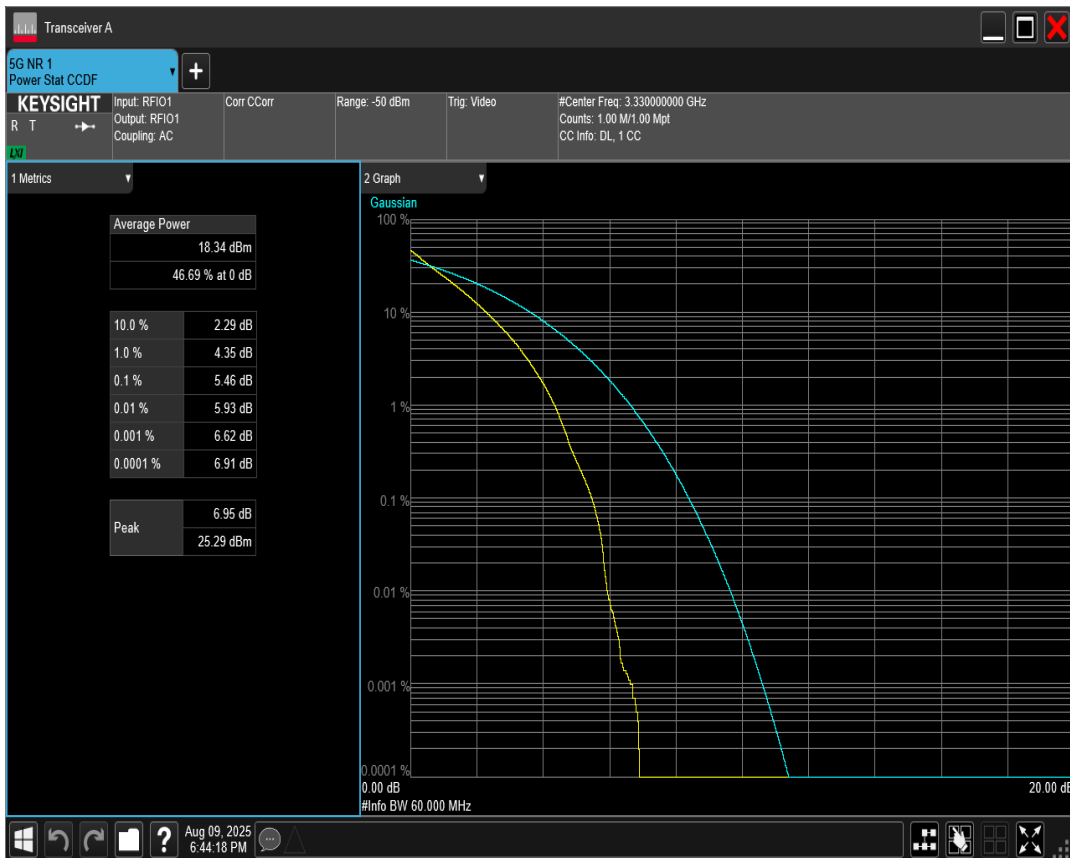 Transceiver A
5G NR 1
Power Stat CCDF
KEYSIGHT
R T
LXI
Input: RFIO1
Output: RFIO1
Coupling: AC
Corr CCorr
Range: -50 dBm
Trig: Video
#Center Freq: 3.330000000 GHz
Counts: 1.00 M/1.00 Mpt
CC Info: DL, 1 CC
1 Metrics
Average Power
18.34 dBm
46.69 % at 0 dB
10.0 % 2.29 dB
1.0 % 4.35 dB
0.1 % 5.46 dB
0.01 % 5.93 dB
0.001 % 6.62 dB
0.0001 % 6.91 dB
Peak
6.95 dB
25.29 dBm
2 Graph
Gaussian
100 %
10 %
1 %
0.1 %
0.01 %
0.001 %
0.0001 %
0.00 dB
20.00 dB
#Info BW 60.000 MHz
?
Aug 09, 2025
6:44:18 PM